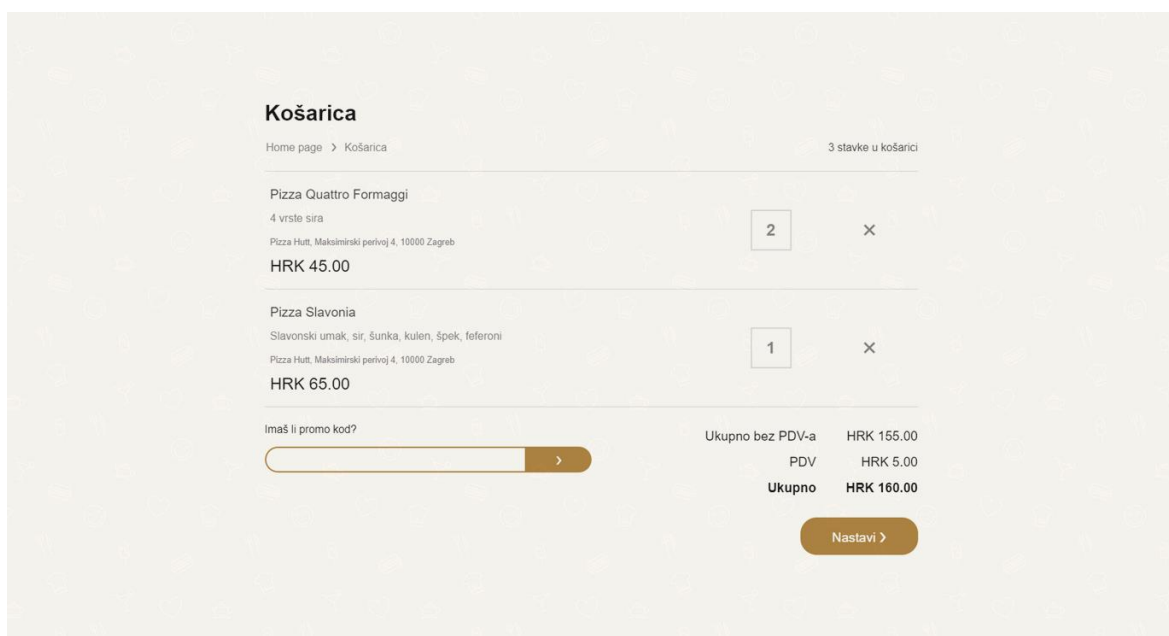 Košarica
Home page > Košarica
3 stavke u košarici
Pizza Quattro Formaggi
4 vrste sira
Pizza Hutt, Maksimirski perivoj 4, 10000 Zagreb
HRK 45.00
2
×
Pizza Slavonia
Slavonski umak, sir, šunka, kulen, špek, feferoni
Pizza Hutt, Maksimirski perivoj 4, 10000 Zagreb
HRK 65.00
1
×
Imaš li promo kod?
Ukupno bez PDV-a HRK 155.00
PDV HRK 5.00
Ukupno HRK 160.00
Nastavi >